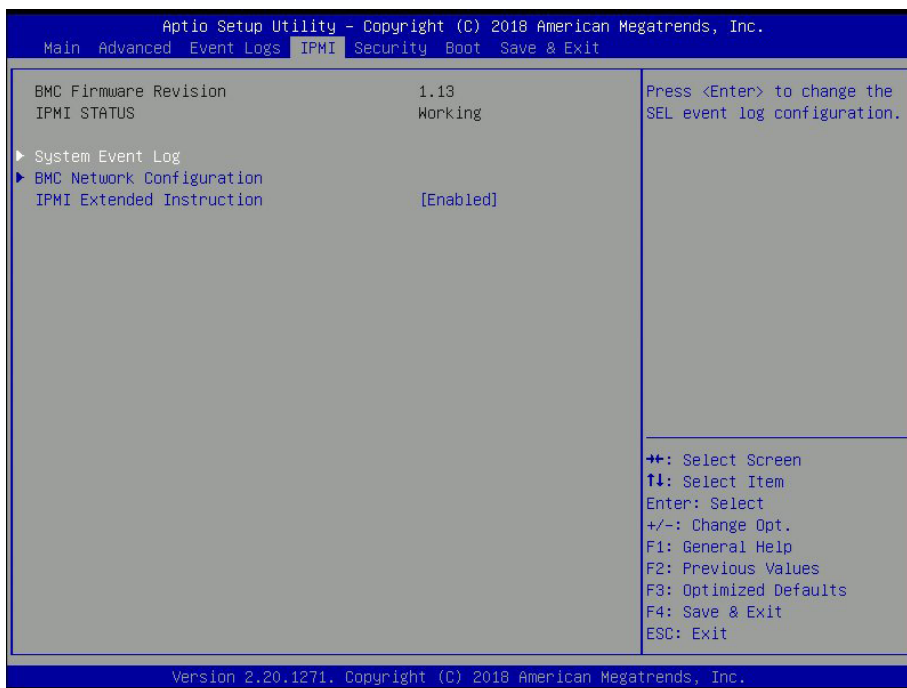 Aptio Setup Utility – Copyright (C) 2018 American Megatrends, Inc.
Main Advanced Event Logs IPMI Security Boot Save & Exit
BMC Firmware Revision 1.13
IPMI STATUS Working
▶ System Event Log
▶ BMC Network Configuration
IPMI Extended Instruction [Enabled]
Press <Enter> to change the
SEL event log configuration.
→←: Select Screen
↑↓: Select Item
Enter: Select
+/-: Change Opt.
F1: General Help
F2: Previous Values
F3: Optimized Defaults
F4: Save & Exit
ESC: Exit
Version 2.20.1271. Copyright (C) 2018 American Megatrends, Inc.